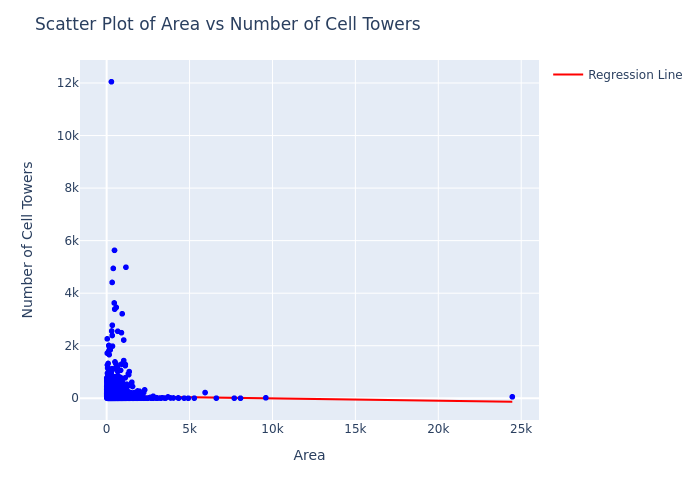 Scatter Plot of Area vs Number of Cell Towers
Regression Line
Number of Cell Towers
12k
10k
8k
6k
4k
2k
0
0 5k 10k 15k 20k 25k
Area